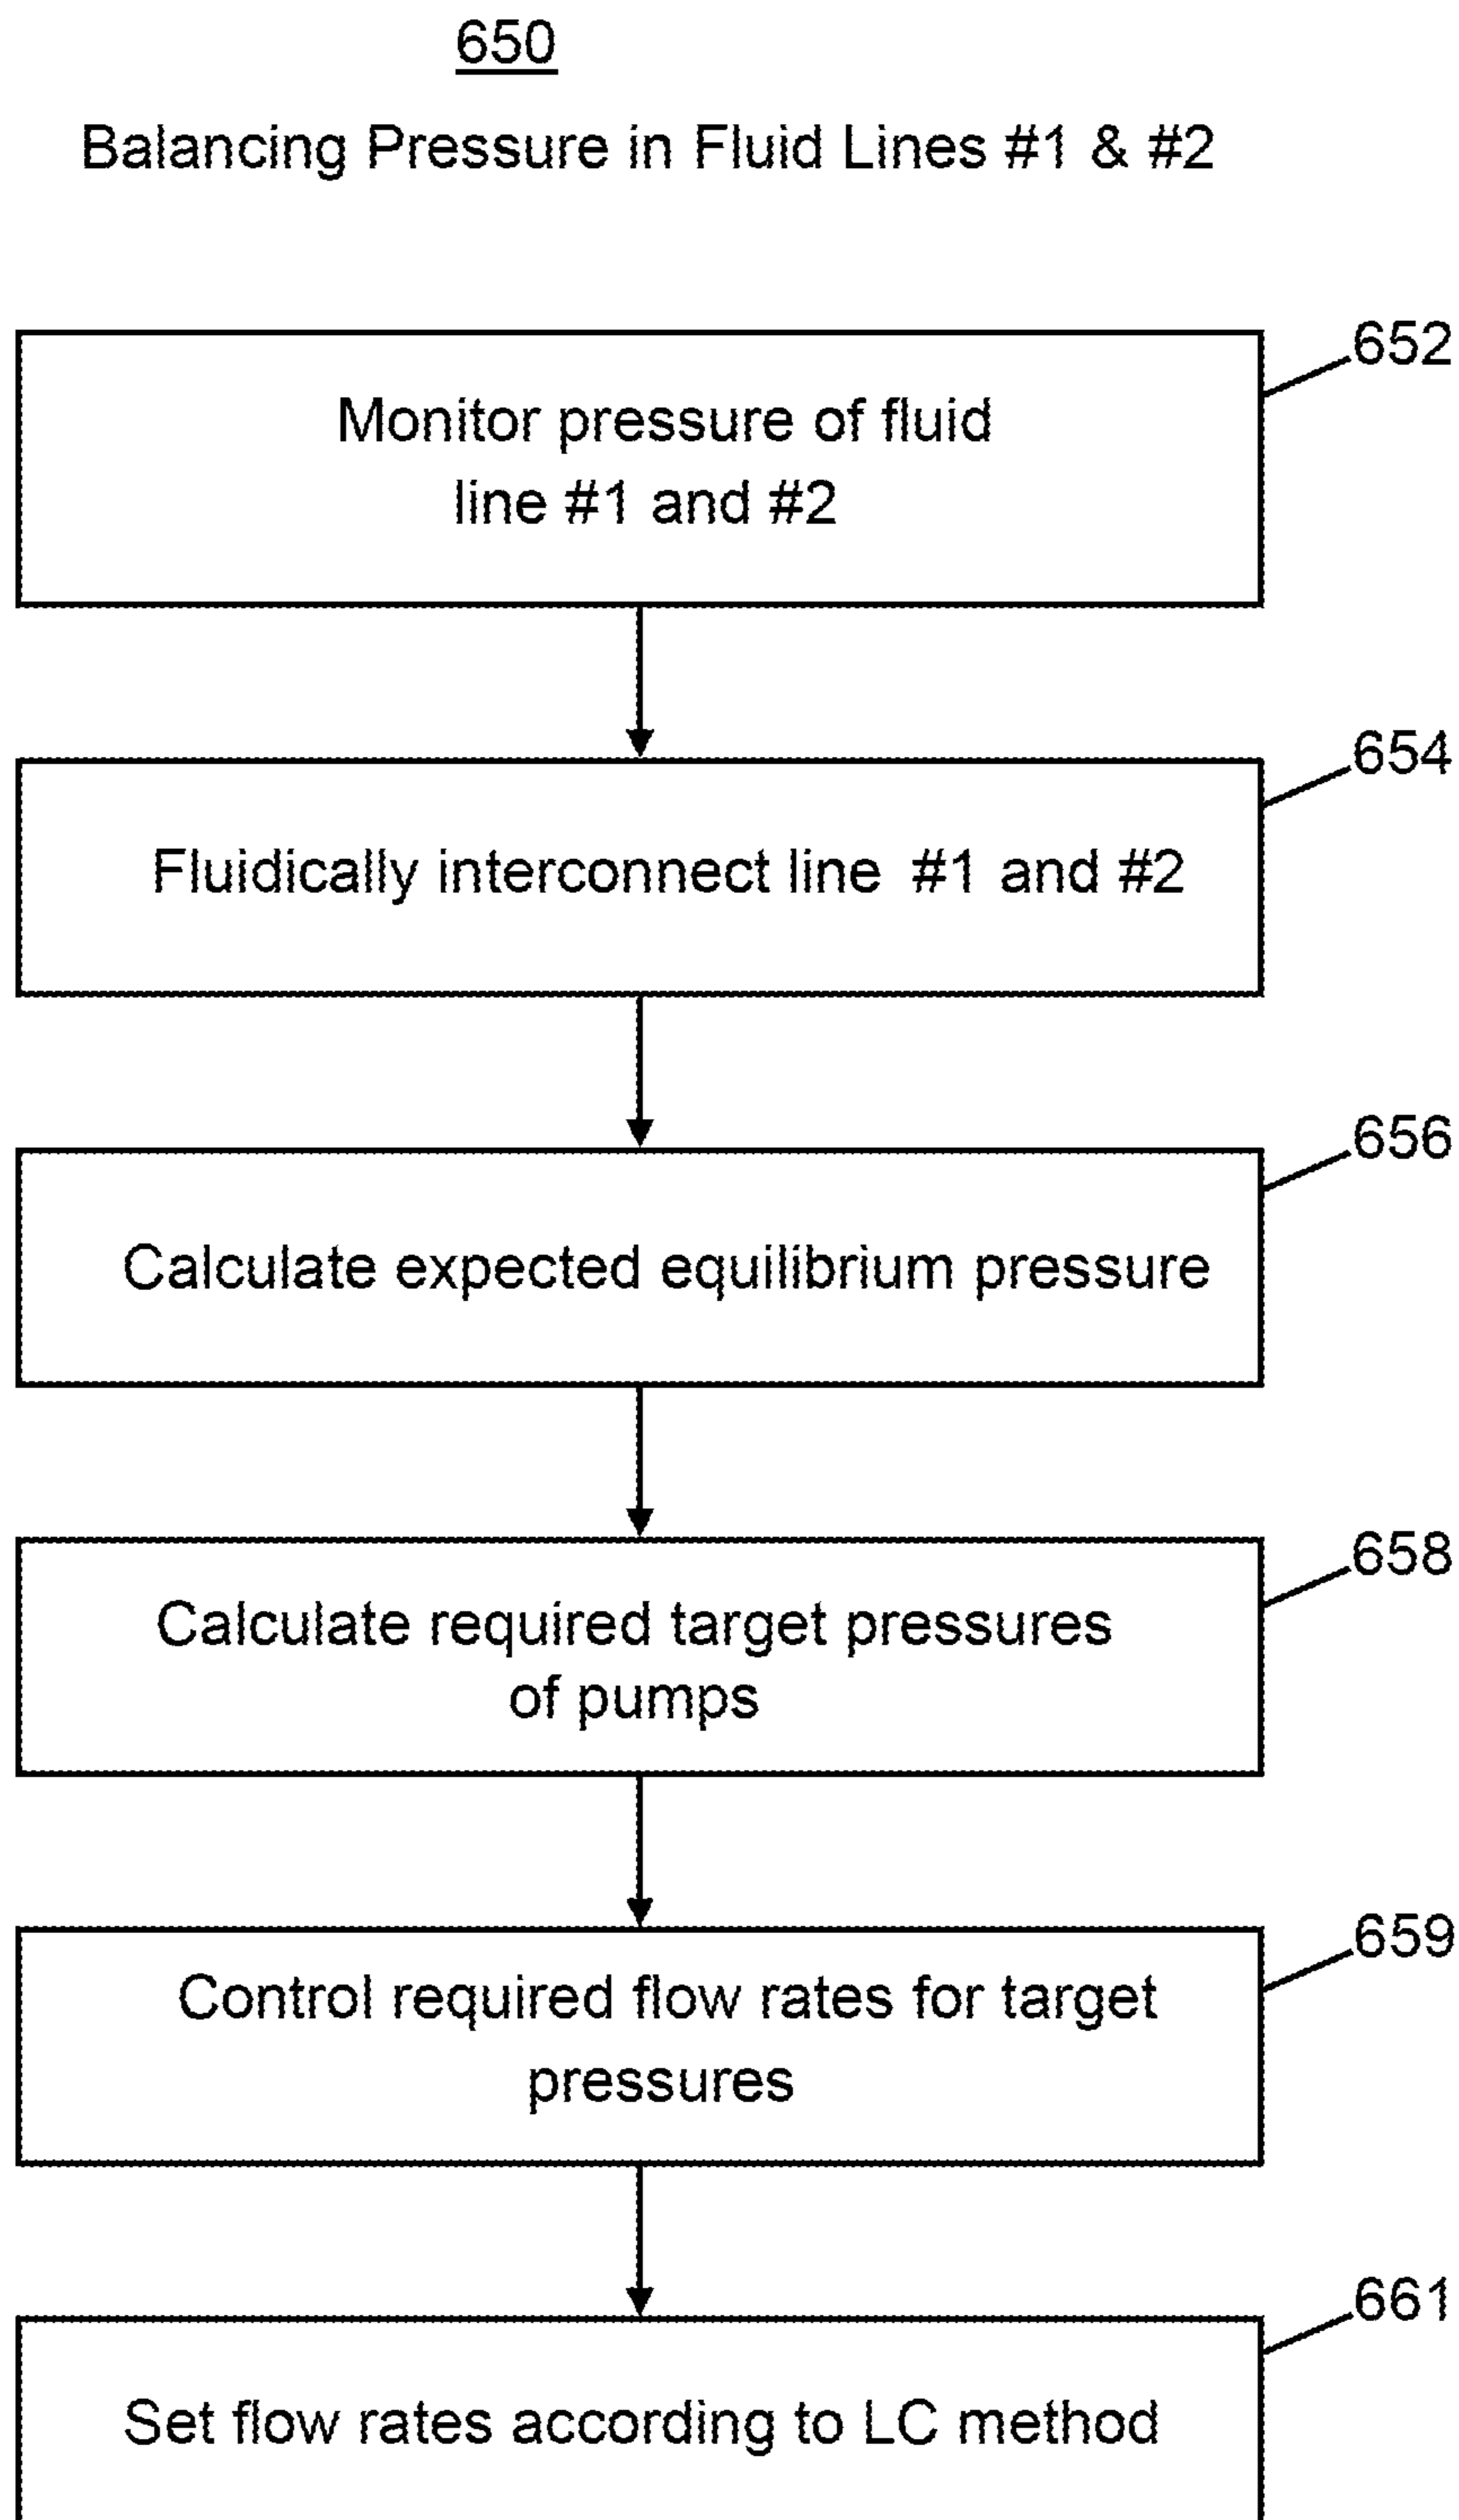 650
Balancing Pressure in Fluid Lines #1 & #2
652
Monitor pressure of fluid
line #1 and #2
654
Fluidically interconnect line #1 and #2
656
Calculate expected equilibrium pressure
658
Calculate required target pressures
of pumps
659
Control required flow rates for target
pressures
661
Set flow rates according to LC method